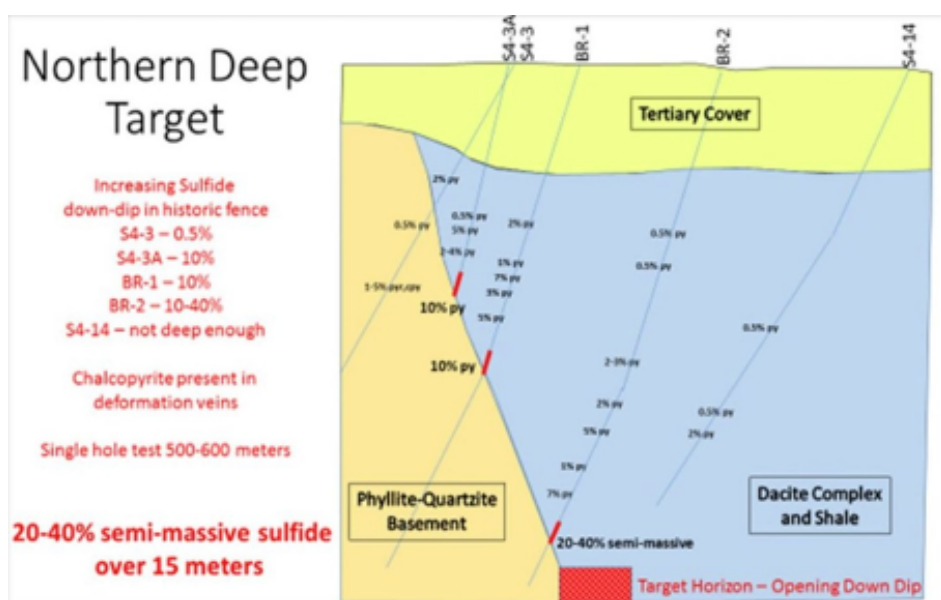 Northern Deep
Target
Increasing Sulfide
down-dip in historic fence
S4-3 – 0.5%
S4-3A – 10%
BR-1 – 10%
BR-2 – 10-40%
S4-14 – not deep enough
Chalcopyrite present in
deformation veins
Single hole test 500-600 meters
20-40% semi-massive sulfide
over 15 meters
S4-3A
S4-3
BR-1
BR-2
S4-14
Tertiary Cover
2% py
0.5% py
0.5% py
5% py
2-4% py
1-5% pyr,cpy
10% py
2% py
1% py
7% py
3% py
5% py
10% py
0.5% py
0.5% py
2-3% py
2% py
5% py
1% py
7% py
20-40% semi-massive
0.5% py
0.5% py
2% py
Phyllite-Quartzite
Basement
Dacite Complex
and Shale
Target Horizon – Opening Down Dip